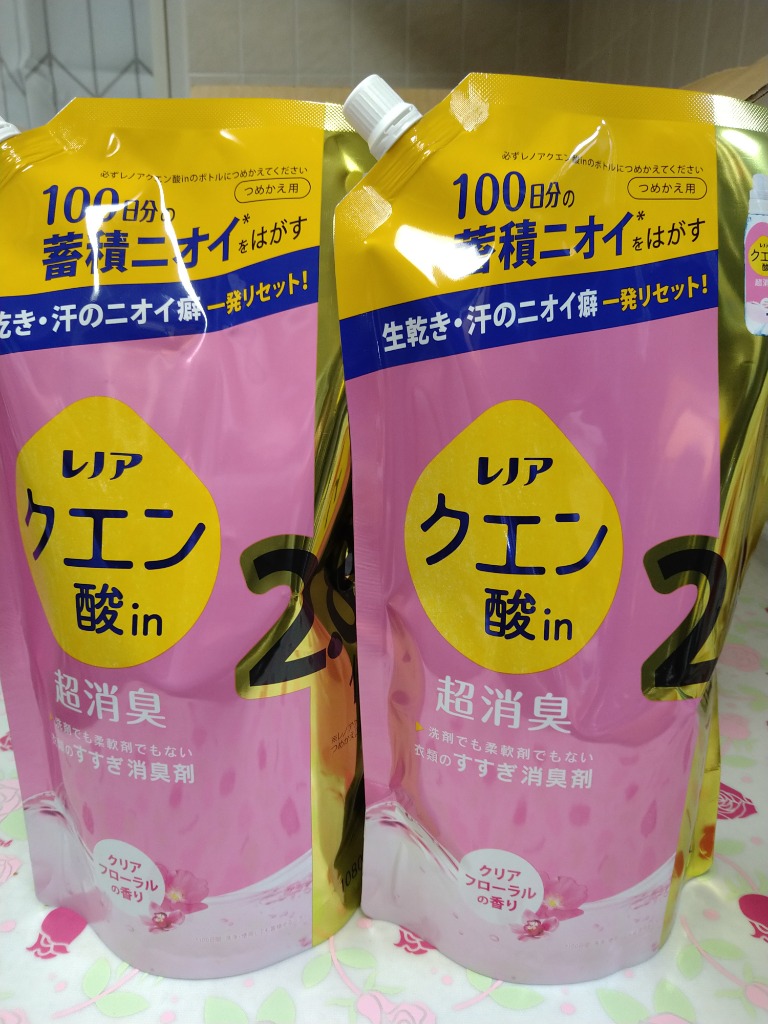 必ずレノアクエン酸inのボトルにつめかえてください
つめかえ用
100日分の
蓄積ニオイ*をはがす
乾き・汗のニオイ癖 一発リセット!
レノア
クエン
酸in
2.
超消臭
洗剤でも柔軟剤でもない
衣類のすすぎ消臭剤
クリア
フローラル
の香り
1080
必ずレノアクエン酸inのボトルにつめかえてください
つめかえ用
100日分の
蓄積ニオイ*をはがす
生乾き・汗のニオイ癖 一発リセット!
レノア
クエン
酸in
2
超消臭
洗剤でも柔軟剤でもない
衣類のすすぎ消臭剤
クリア
フローラル
の香り
レノア
クエ
酸
超消